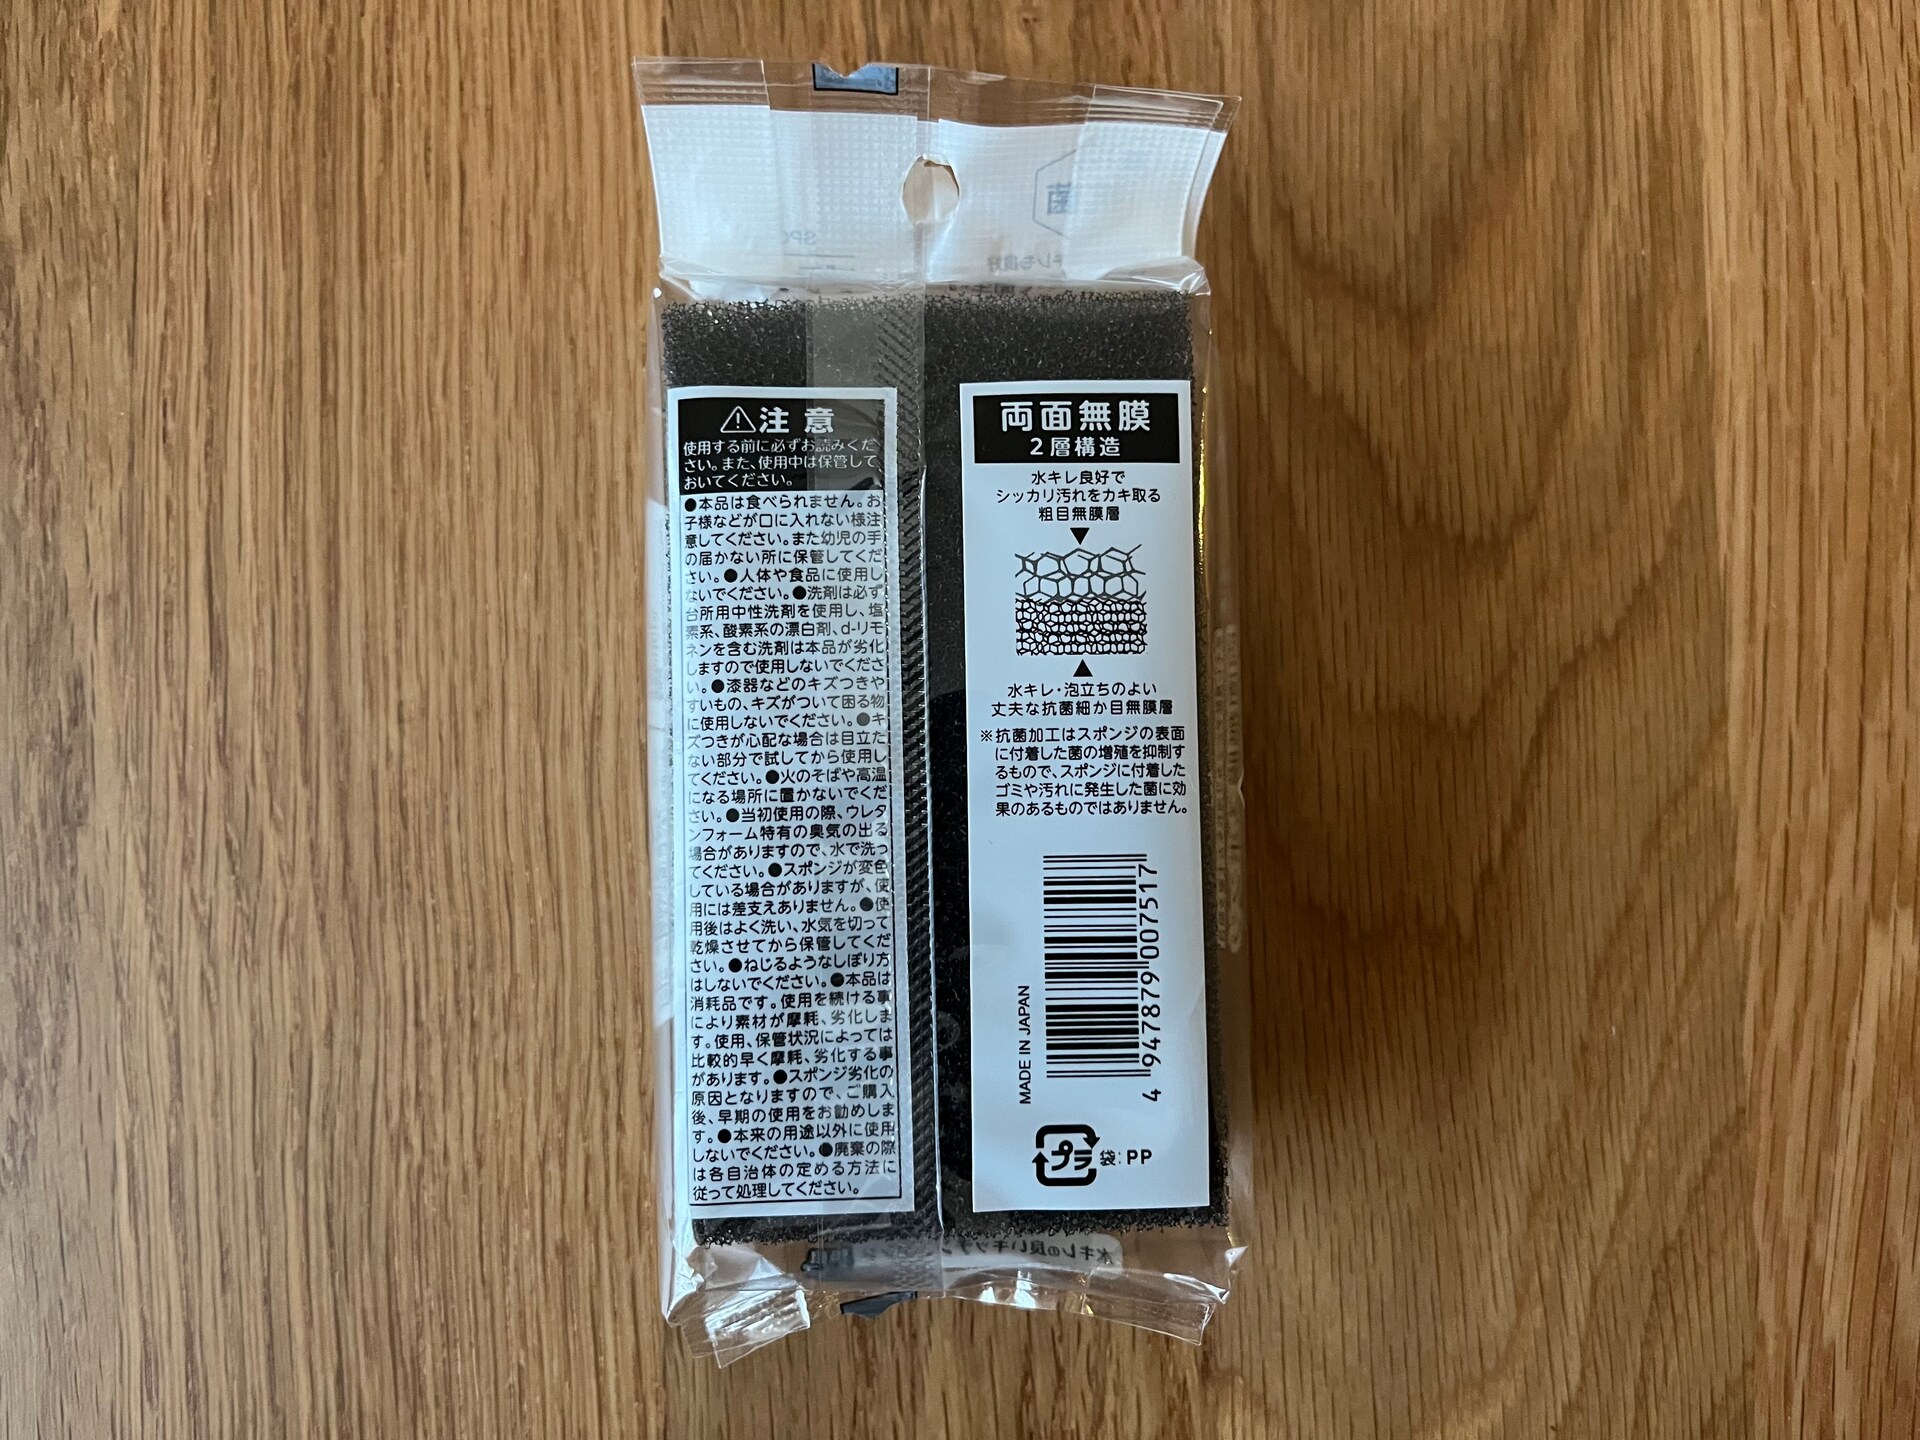 菌
⚠注意
使用する前に必ずお読みくだ
さい。また、使用中は保管して
おいてください。
●本品は食べられません。お
子様などが口に入れない様注
意してください。また幼児の手
の届かない所に保管してくだ
さい。●人体や食品に使用し
ないでください。●洗剤は必ず
台所用中性洗剤を使用し、塩
素系、酸素系の漂白剤、d-リモ
ネンを含む洗剤は本品が劣化
しますので使用しないでくださ
い。●漆器などのキズつきや
すいもの、キズがついて困る物
に使用しないでください。●キ
ズつきが心配な場合は目立た
ない部分で試してから使用し
てください。●火のそばや高温
になる場所に置かないでくだ
さい。●当初使用の際、ウレタ
ンフォーム特有の臭気の出る
場合がありますので、水で洗っ
てください。●スポンジが変色
している場合がありますが、使
用には差支えありません。●使
用後はよく洗い、水気を切って
乾燥させてから保管してくだ
さい。●ねじるようなしぼり方
はしないでください。●本品は
消耗品です。使用を続ける事
により素材が摩耗、劣化しま
す。使用、保管状況によっては
比較的早く摩耗、劣化する事
があります。●スポンジ劣化の
原因となりますので、ご購入
後、早期の使用をお勧めしま
す。●本来の用途以外に使用
しないでください。●廃棄の際
は各自治体の定める方法に
従って処理してください。
両面無膜
2層構造
水キレ良好で
シッカリ汚れをカキ取る
粗目無膜層
▼
▲
水キレ・泡立ちのよい
丈夫な抗菌細か目無膜層
※抗菌加工はスポンジの表面
に付着した菌の増殖を抑制す
るもので、スポンジに付着した
ゴミや汚れに発生した菌に効
果のあるものではありません。
MADE IN JAPAN
4 947879 007517
プラ 袋:PP
水キレの良いキッチン